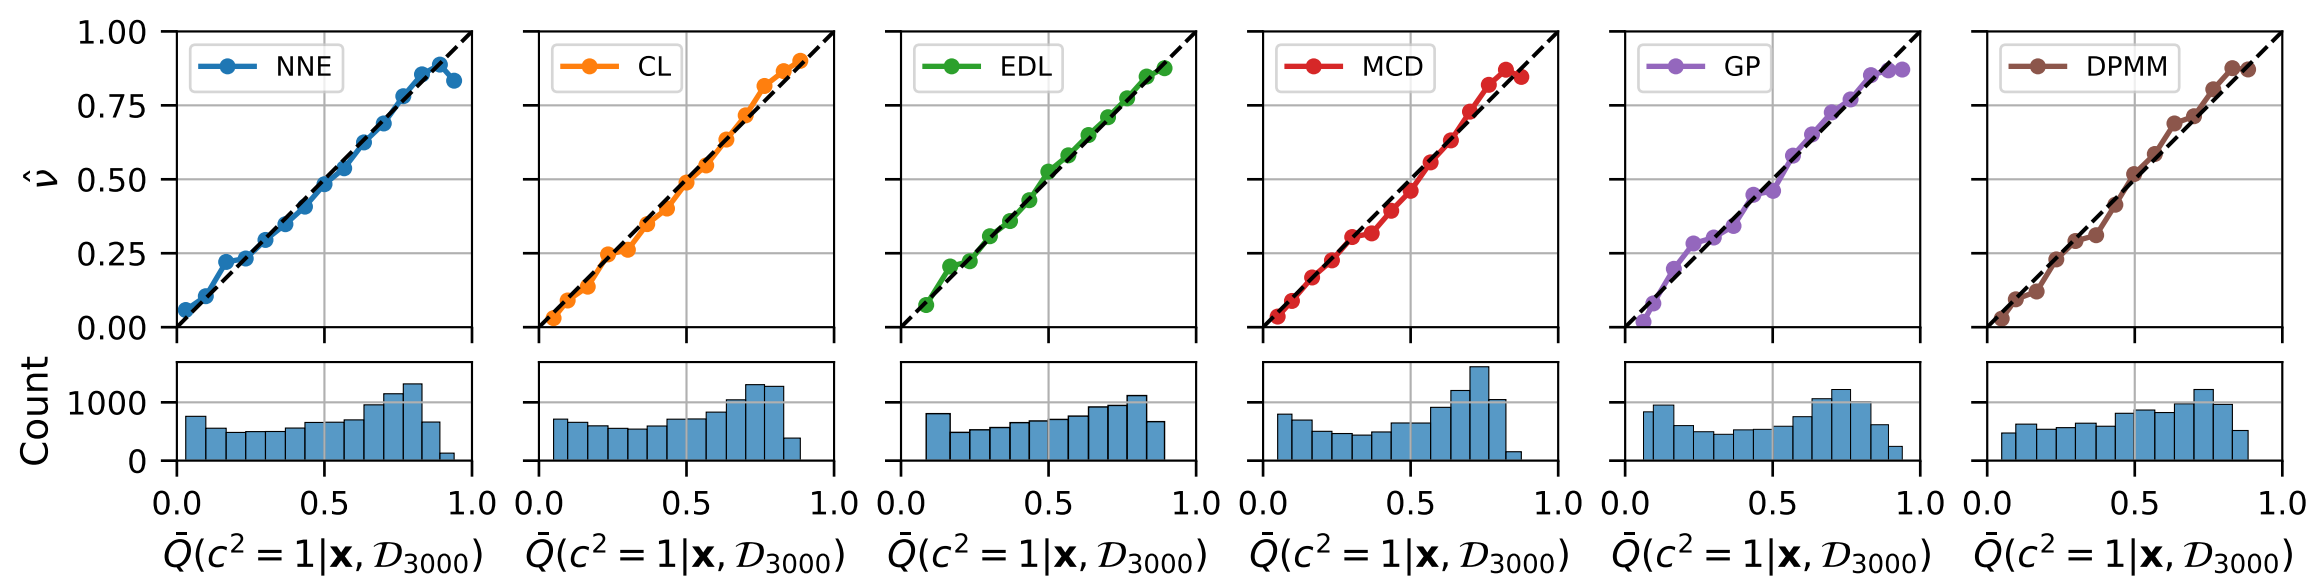 NNE CL EDL MCD GP DPMM
1.00
0.75
0.50
0.25
0.00
ν̂
Count
1000
0
0.0 0.5 1.0 0.0 0.5 1.0 0.0 0.5 1.0 0.0 0.5 1.0 0.0 0.5 1.0 0.0 0.5 1.0
Q̄(c² = 1|𝐱, 𝒟₃₀₀₀) Q̄(c² = 1|𝐱, 𝒟₃₀₀₀) Q̄(c² = 1|𝐱, 𝒟₃₀₀₀) Q̄(c² = 1|𝐱, 𝒟₃₀₀₀) Q̄(c² = 1|𝐱, 𝒟₃₀₀₀) Q̄(c² = 1|𝐱, 𝒟₃₀₀₀)